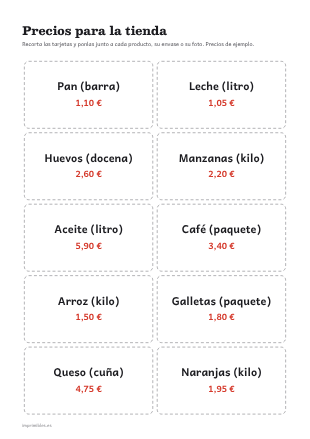 Precios para la tienda
Recorta las tarjetas y ponlas junto a cada producto, su envase o su foto. Precios de ejemplo.
Pan (barra)
1,10 €
Leche (litro)
1,05 €
Huevos (docena)
2,60 €
Manzanas (kilo)
2,20 €
Aceite (litro)
5,90 €
Café (paquete)
3,40 €
Arroz (kilo)
1,50 €
Galletas (paquete)
1,80 €
Queso (cuña)
4,75 €
Naranjas (kilo)
1,95 €